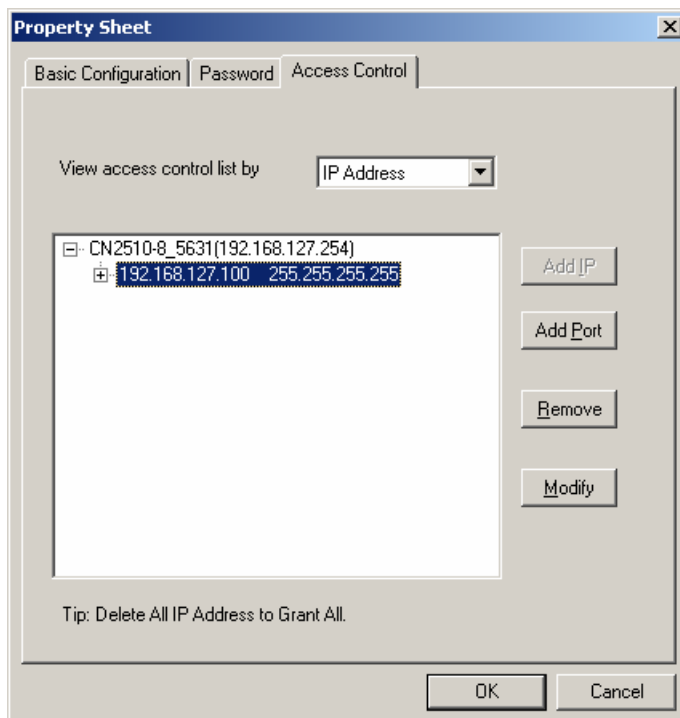 Property Sheet
Basic Configuration Password Access Control
View access control list by IP Address
CN2510-8_5631(192.168.127.254)
192.168.127.100 255.255.255.255
Add IP
Add Port
Remove
Modify
Tip: Delete All IP Address to Grant All.
OK Cancel